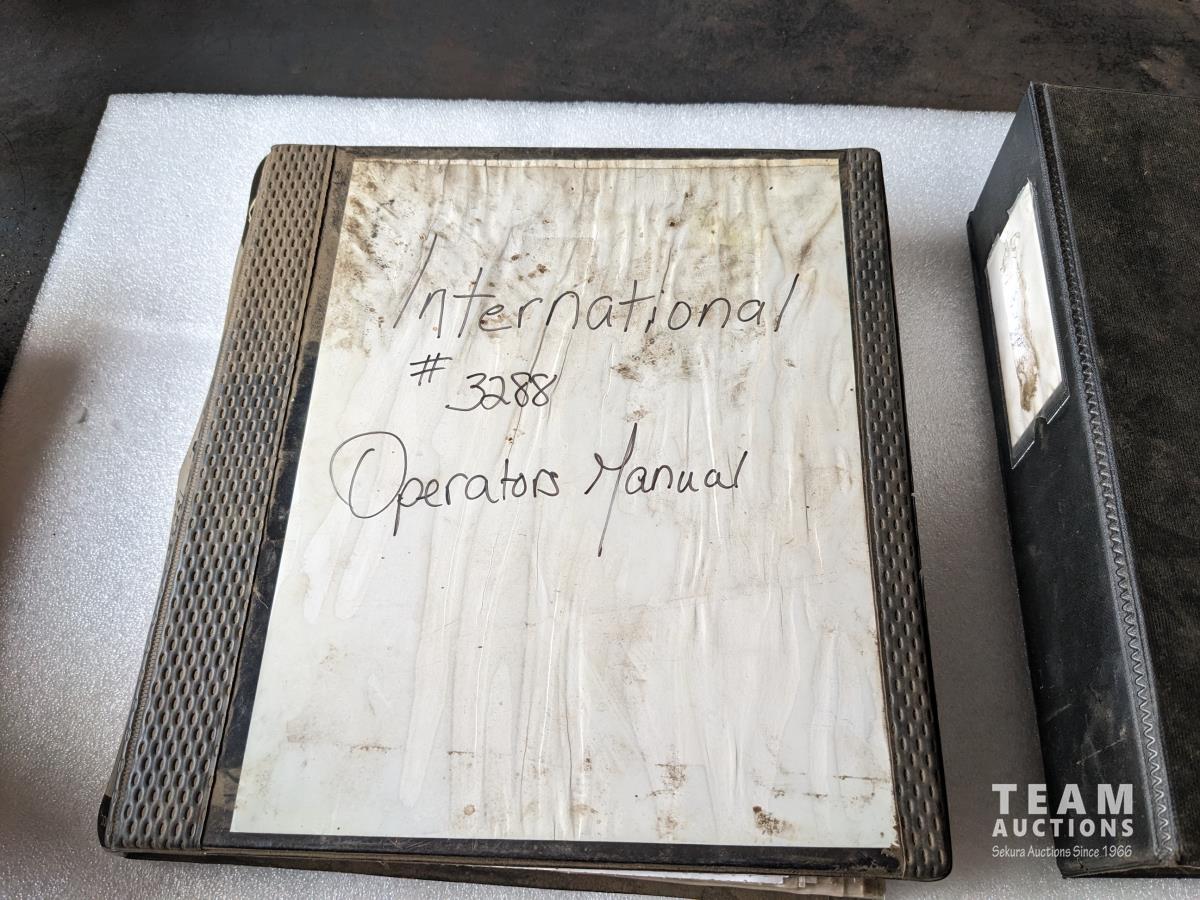 International
# 3288
Operators Manual
TEAM
AUCTIONS
Sekura Auctions Since 1966